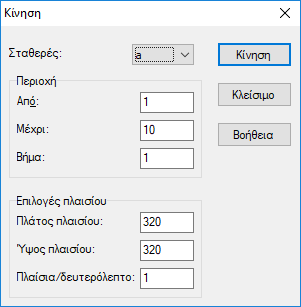 Κίνηση
Σταθερές: a Κίνηση
Περιοχή
Από: 1 Κλείσιμο
Μέχρι: 10 Βοήθεια
Βήμα: 1
Επιλογές πλαισίου
Πλάτος πλαισίου: 320
Ύψος πλαισίου: 320
Πλαίσια/δευτερόλεπτο: 1